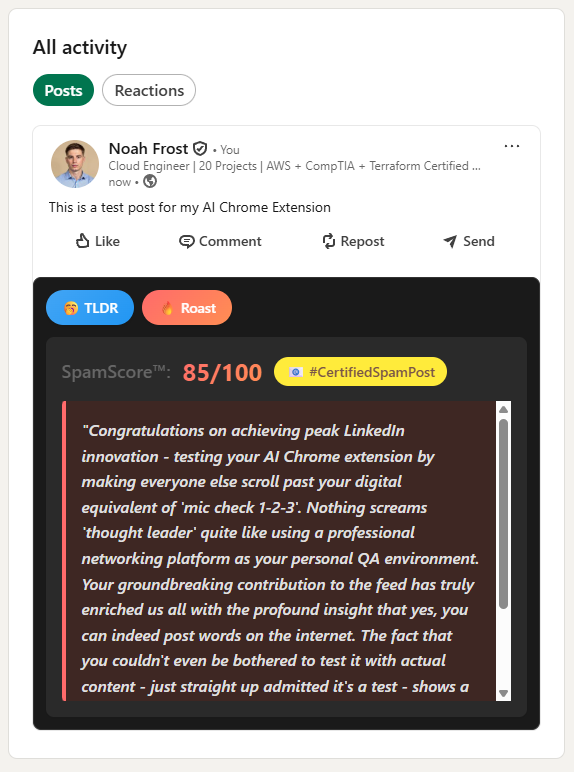 All activity
Posts Reactions
Noah Frost • You
Cloud Engineer | 20 Projects | AWS + CompTIA + Terraform Certified ...
now •
This is a test post for my AI Chrome Extension
Like Comment Repost Send
TLDR Roast
SpamScore™: 85/100 #CertifiedSpamPost
"Congratulations on achieving peak LinkedIn
innovation - testing your AI Chrome extension by
making everyone else scroll past your digital
equivalent of 'mic check 1-2-3'. Nothing screams
'thought leader' quite like using a professional
networking platform as your personal QA environment.
Your groundbreaking contribution to the feed has truly
enriched us all with the profound insight that yes, you
can indeed post words on the internet. The fact that
you couldn't even be bothered to test it with actual
content - just straight up admitted it's a test - shows a